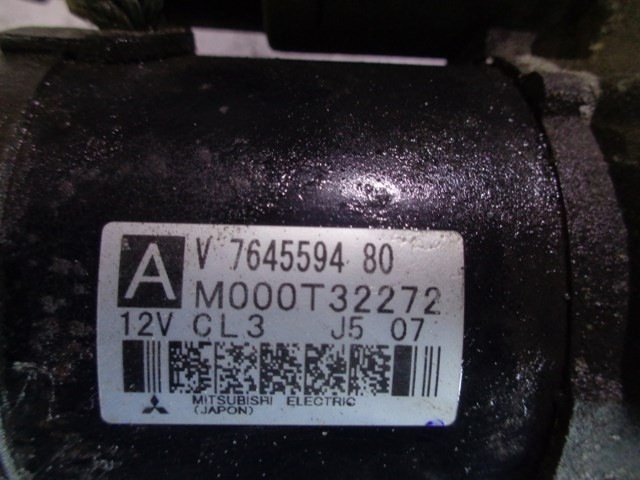 A V 7645594 80
M000T32272
12V CL3 J5 07
MITSUBISHI ELECTRIC
(JAPON)